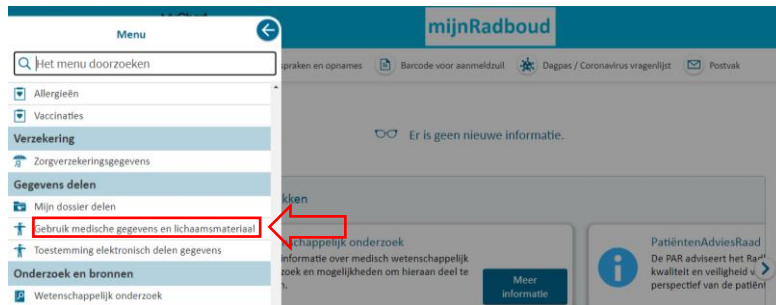 mijnRadboud
Menu
Het menu doorzoeken
Allergieën
Vaccinaties
Verzekering
Zorgverzekeringsgegevens
Gegevens delen
Mijn dossier delen
Gebruik medische gegevens en lichaamsmateriaal
Toestemming elektronisch delen gegevens
Onderzoek en bronnen
Wetenschappelijk onderzoek
spraken en opnames
Barcode voor aanmeldzuil
Dagpas / Coronavirus vragenlijst
Postvak
Er is geen nieuwe informatie.
kken
schappelijk onderzoek
informatie over medisch wetenschappelijk
zoek en mogelijkheden om hieraan deel te
n.
Meer
informatie
PatiëntenAdviesRaad
De PAR adviseert het Rad
kwaliteit en veiligheid v
perspectief van de patiën